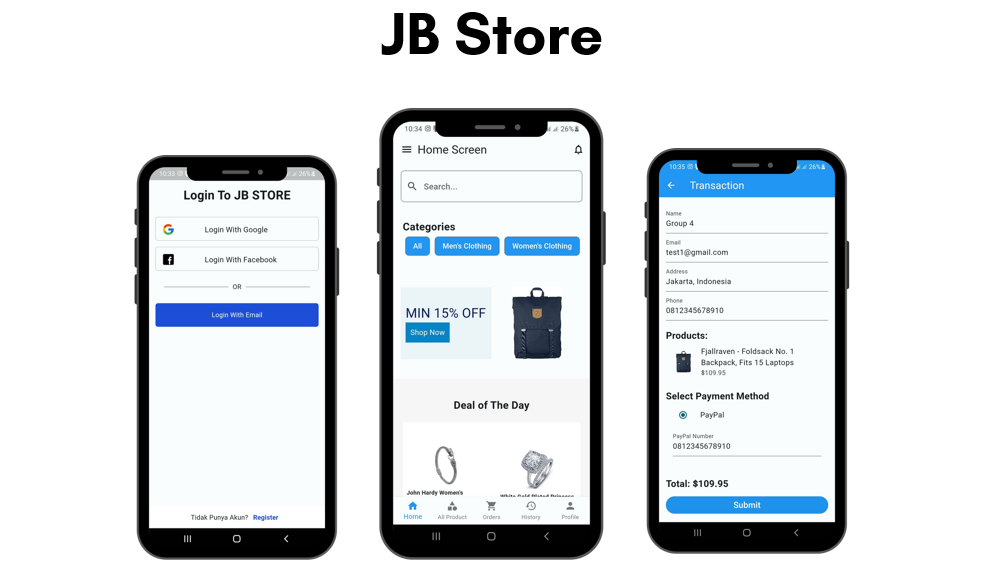 JB Store
10:33
26%
Login To JB STORE
Login With Google
Login With Facebook
OR
Login With Email
Tidak Punya Akun? Register
10:34
26%
Home Screen
Search...
Categories
All
Men's Clothing
Women's Clothing
MIN 15% OFF
Shop Now
Deal of The Day
John Hardy Women's
White Gold Plated Princess
Home
All Product
Orders
History
Profile
10:35
26%
Transaction
Name
Group 4
Email
test1@gmail.com
Address
Jakarta, Indonesia
Phone
0812345678910
Products:
Fjallraven - Foldsack No. 1
Backpack, Fits 15 Laptops
$109.95
Select Payment Method
PayPal
PayPal Number
0812345678910
Total: $109.95
Submit